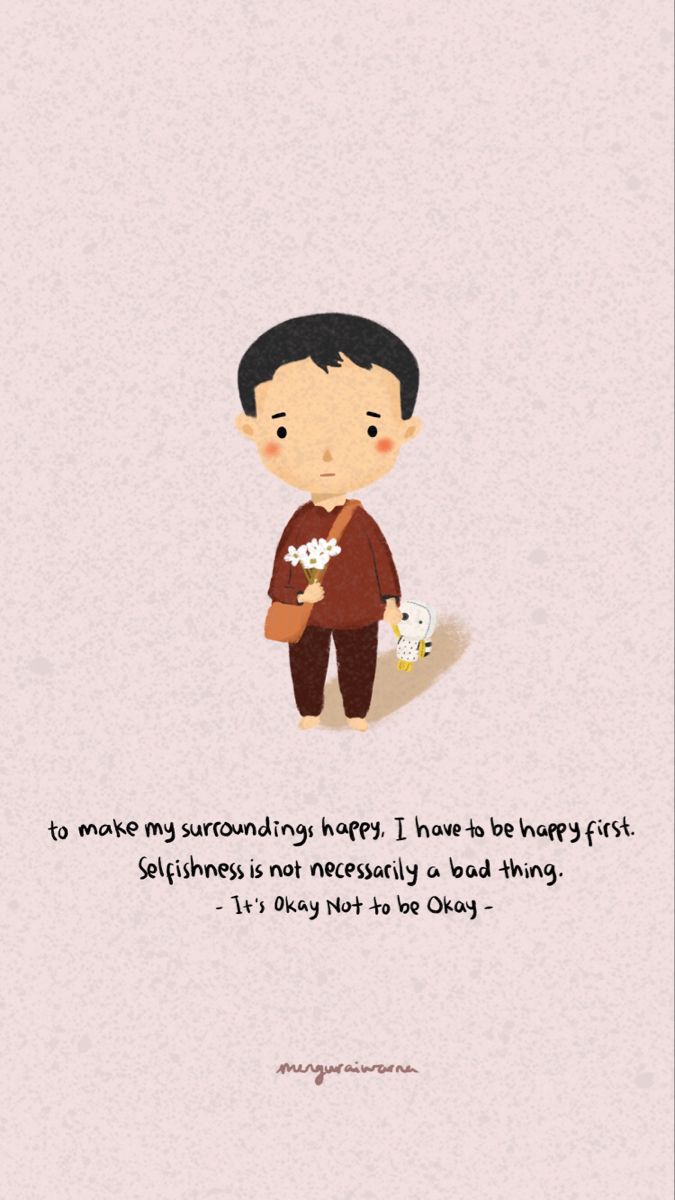 to make my surroundings happy, I have to be happy first.
Selfishness is not necessarily a bad thing.
- It's Okay Not to be Okay -
menguraiwarna